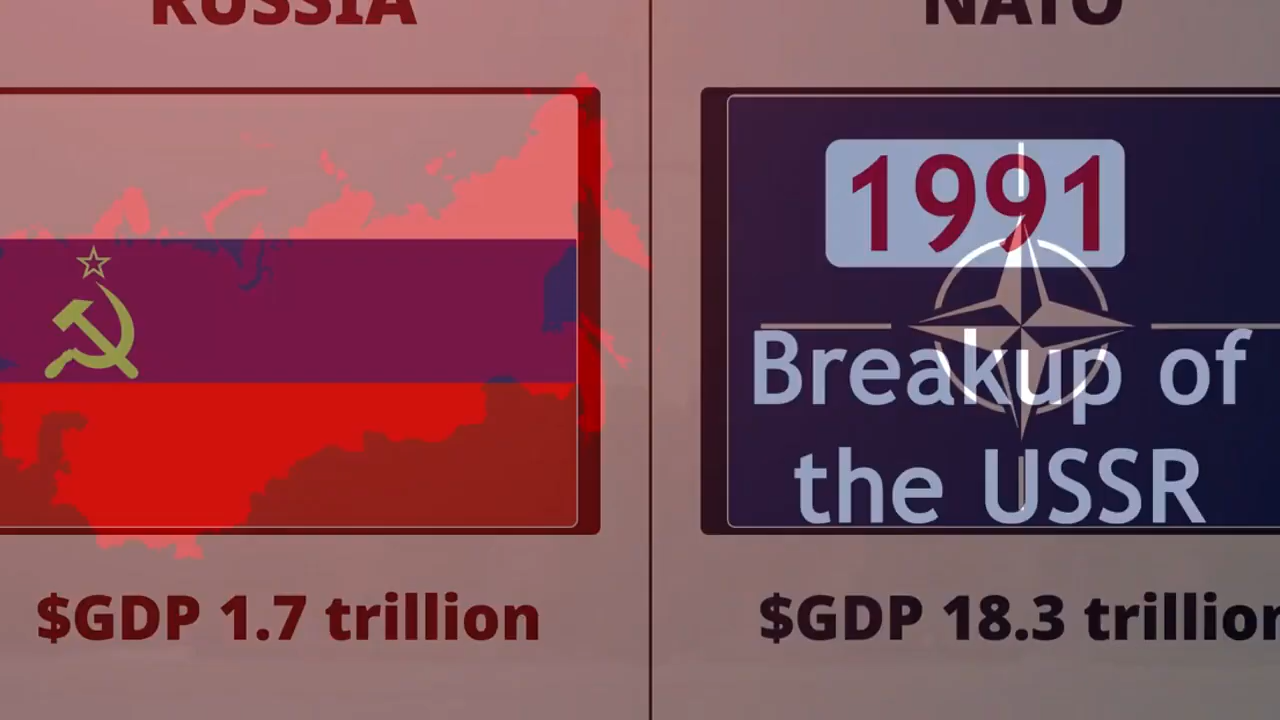 RUSSIA
NATO
1991
Breakup of
the USSR
$GDP 1.7 trillion
$GDP 18.3 trillion